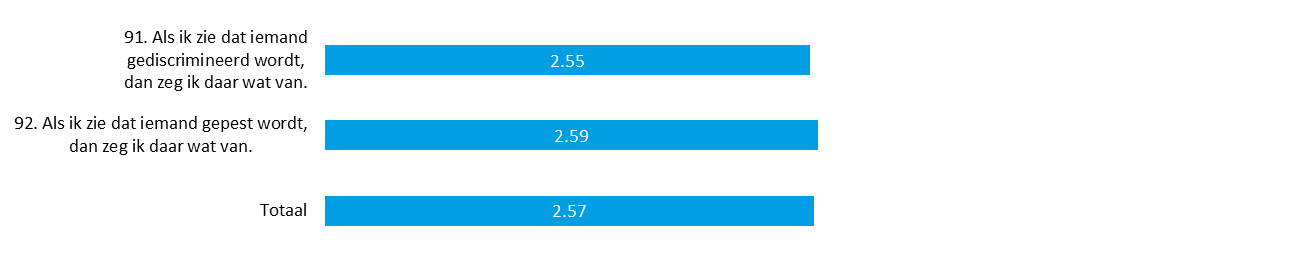 91. Als ik zie dat iemand
gediscrimineerd wordt,
dan zeg ik daar wat van.
2.55
92. Als ik zie dat iemand gepest wordt,
dan zeg ik daar wat van.
2.59
Totaal
2.57